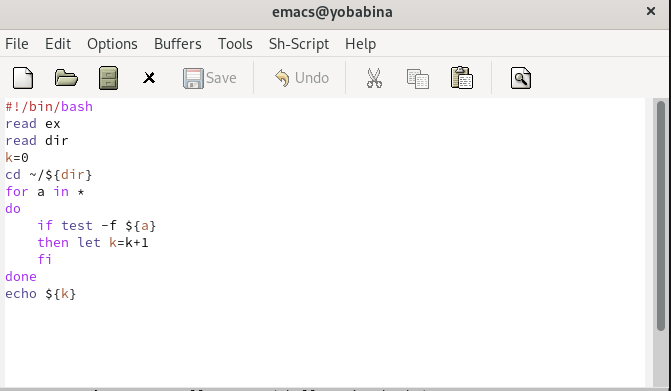 emacs@yobabina ×
File Edit Options Buffers Tools Sh-Script Help
Save Undo
#!/bin/bash
read ex
read dir
k=0
cd ~/${dir}
for a in *
do
    if test -f ${a}
    then let k=k+1
    fi
done
echo ${k}